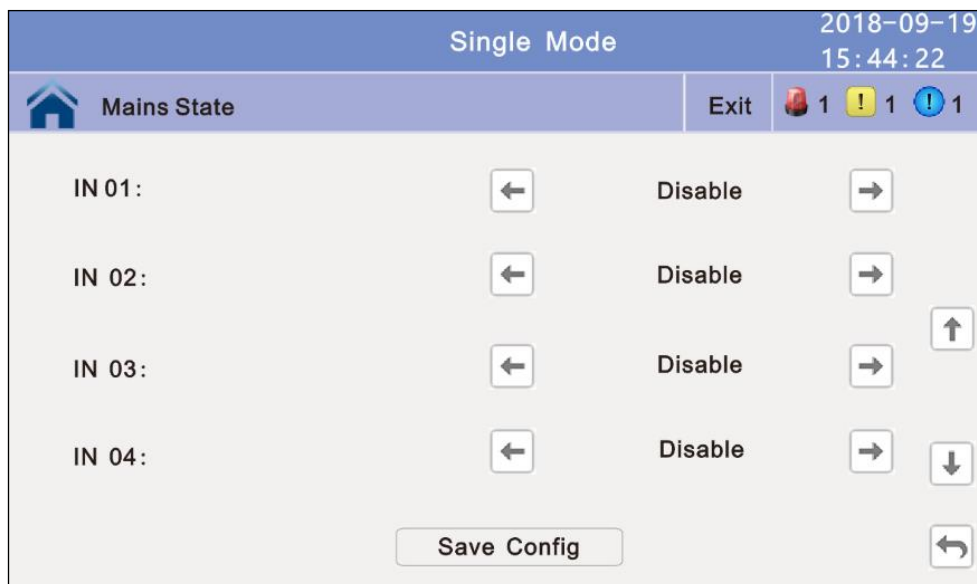 Single Mode
2018-09-19
15:44:22
Mains State
Exit
1
! 1
! 1
IN 01:
Disable
IN 02:
Disable
IN 03:
Disable
IN 04:
Disable
Save Config